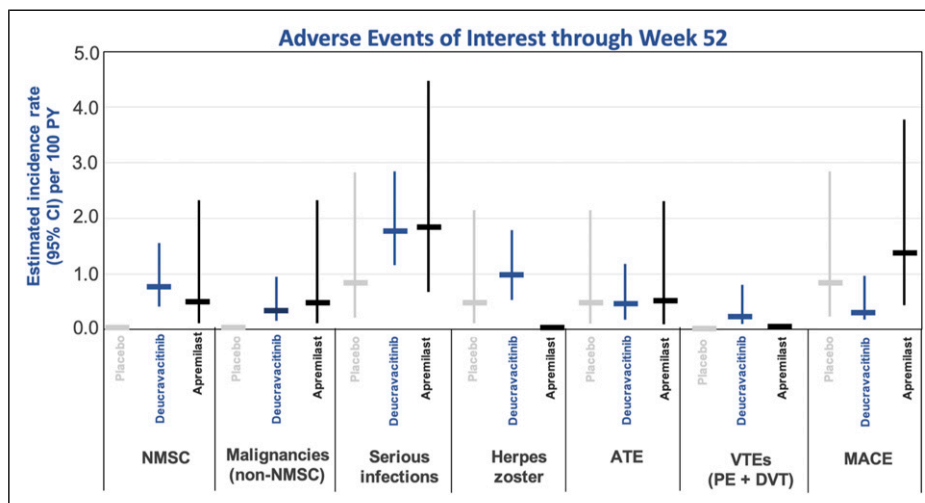 Adverse Events of Interest through Week 52
Estimated incidence rate
(95% CI) per 100 PY
5.0
4.0
3.0
2.0
1.0
0.0
Placebo
Deucravacitinib
Apremilast
Placebo
Deucravacitinib
Apremilast
Placebo
Deucravacitinib
Apremilast
Placebo
Deucravacitinib
Apremilast
Placebo
Deucravacitinib
Apremilast
Placebo
Deucravacitinib
Apremilast
Placebo
Deucravacitinib
Apremilast
NMSC
Malignancies
(non-NMSC)
Serious
infections
Herpes
zoster
ATE
VTEs
(PE + DVT)
MACE